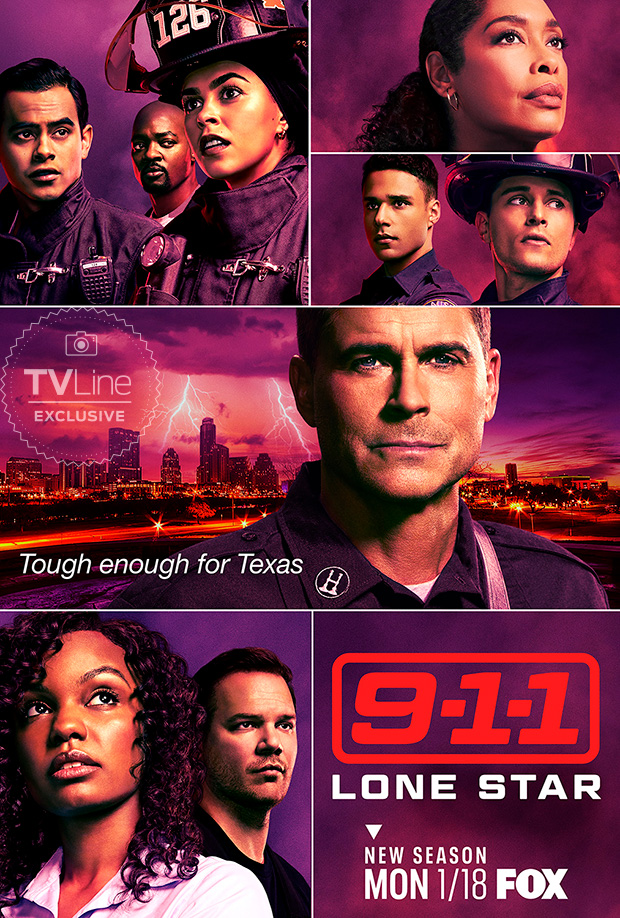 126
TVLine
EXCLUSIVE
Tough enough for Texas
9-1-1
LONE STAR
NEW SEASON
MON 1/18 FOX